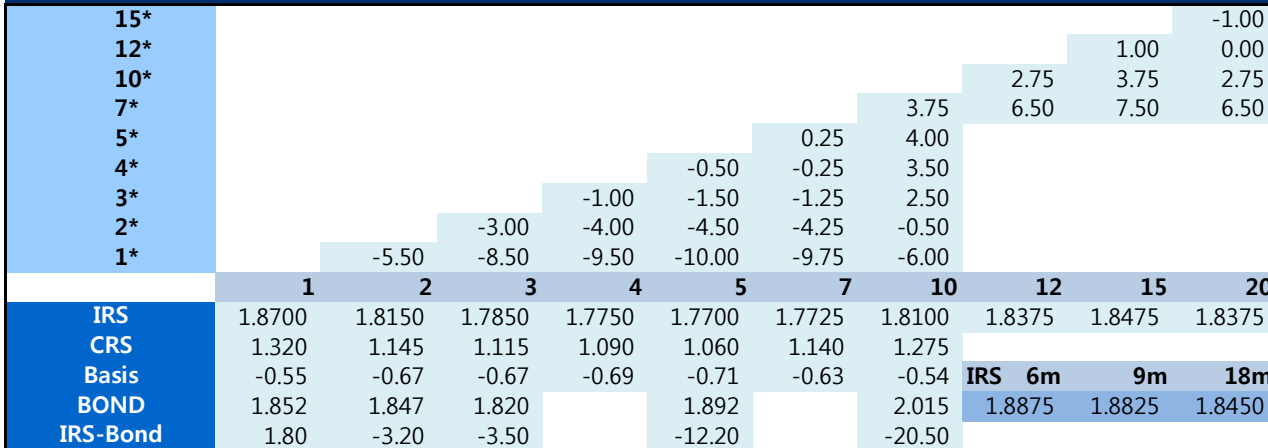 15* -1.00
12* 1.00 0.00
10* 2.75 3.75 2.75
7* 3.75 6.50 7.50 6.50
5* 0.25 4.00
4* -0.50 -0.25 3.50
3* -1.00 -1.50 -1.25 2.50
2* -3.00 -4.00 -4.50 -4.25 -0.50
1* -5.50 -8.50 -9.50 -10.00 -9.75 -6.00
1 2 3 4 5 7 10 12 15 20
IRS 1.8700 1.8150 1.7850 1.7750 1.7700 1.7725 1.8100 1.8375 1.8475 1.8375
CRS 1.320 1.145 1.115 1.090 1.060 1.140 1.275
Basis -0.55 -0.67 -0.67 -0.69 -0.71 -0.63 -0.54 IRS 6m 9m 18m
BOND 1.852 1.847 1.820 1.892 2.015 1.8875 1.8825 1.8450
IRS-Bond 1.80 -3.20 -3.50 -12.20 -20.50